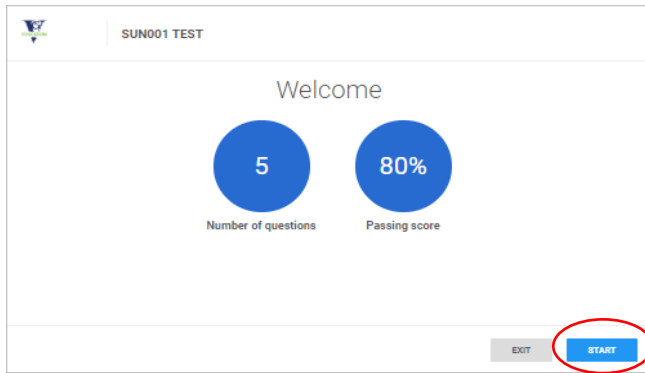 SUN001 TEST
Welcome
5
80%
Number of questions
Passing score
EXIT
START